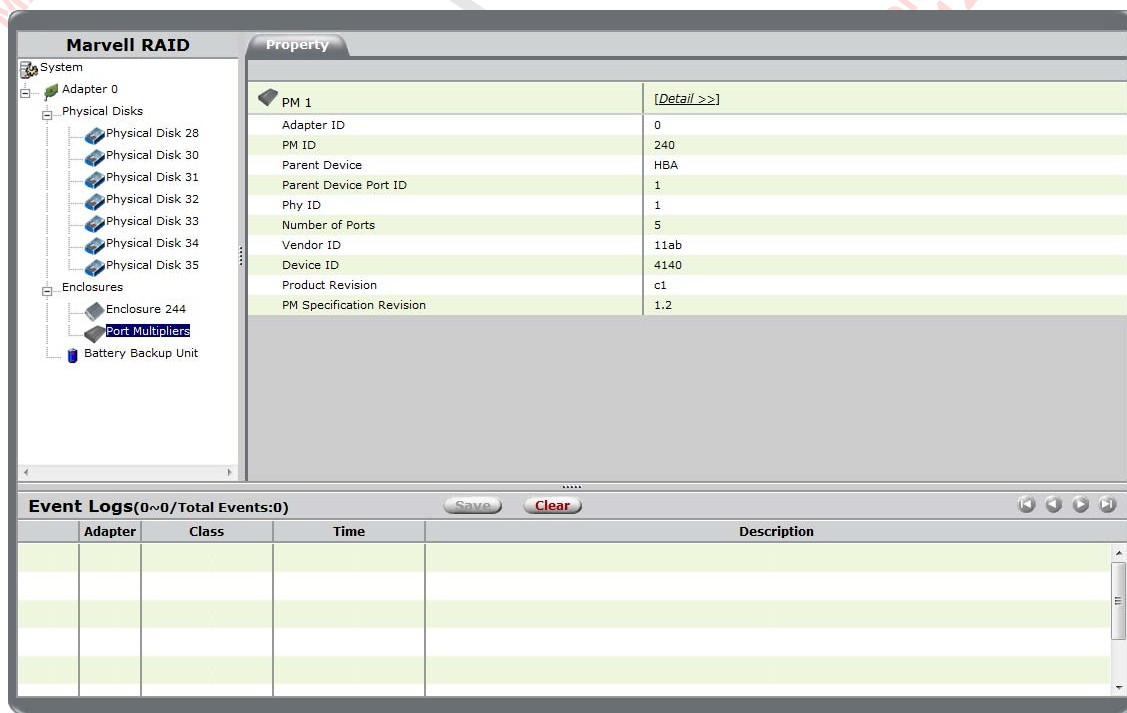 Marvell RAID
System
Adapter 0
Physical Disks
Physical Disk 28
Physical Disk 30
Physical Disk 31
Physical Disk 32
Physical Disk 33
Physical Disk 34
Physical Disk 35
Enclosures
Enclosure 244
Port Multipliers
Battery Backup Unit
Property
PM 1 [Detail >>]
Adapter ID 0
PM ID 240
Parent Device HBA
Parent Device Port ID 1
Phy ID 1
Number of Ports 5
Vendor ID 11ab
Device ID 4140
Product Revision c1
PM Specification Revision 1.2
Event Logs(0~0/Total Events:0) Save Clear
Adapter Class Time Description